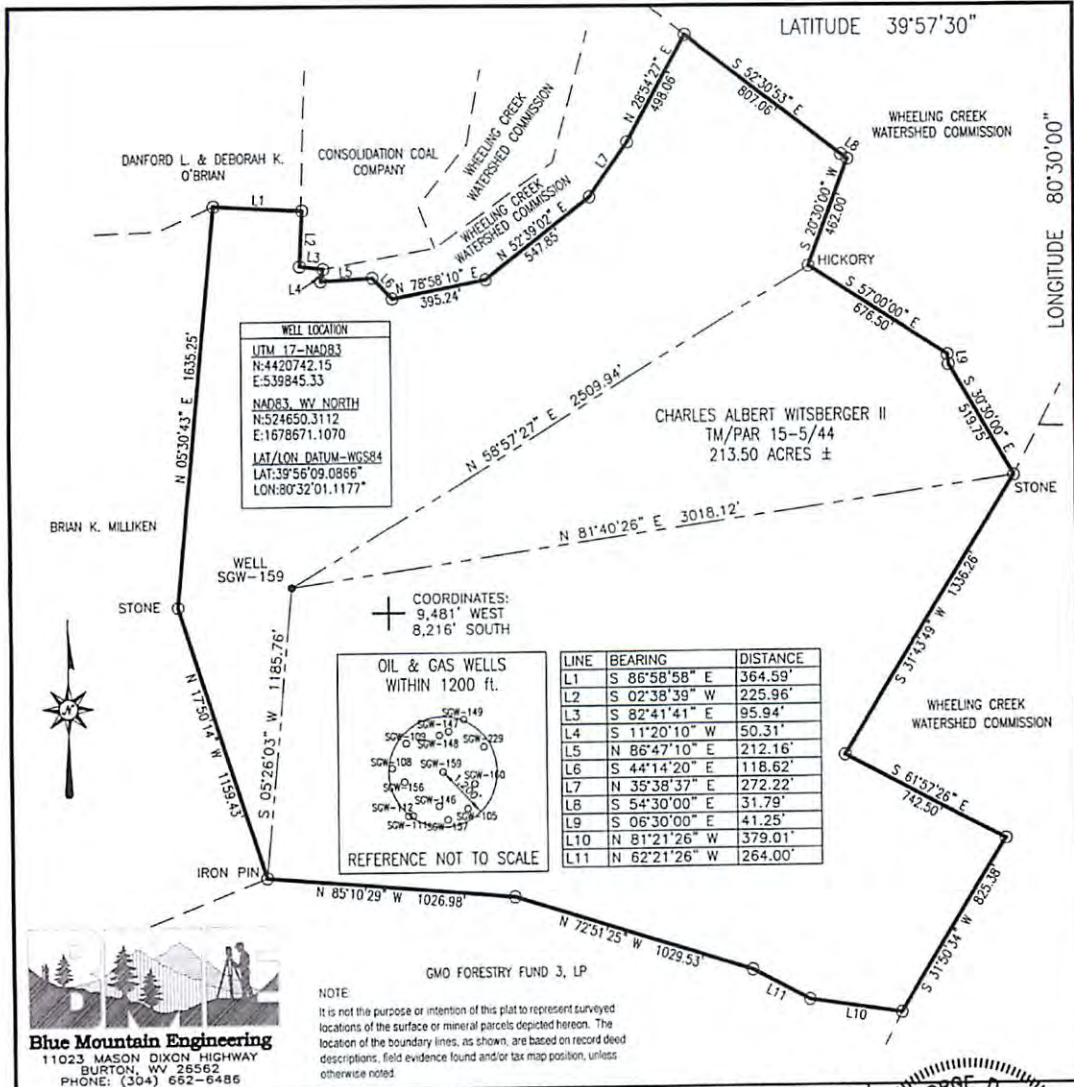 LATITUDE 39°57'30"
LONGITUDE 80°30'00"
DANFORD L. & DEBORAH K.
O'BRIAN
CONSOLIDATION COAL
COMPANY
WHEELING CREEK
WATERSHED COMMISSION
WHEELING CREEK
WATERSHED COMMISSION
WHEELING CREEK
WATERSHED COMMISSION
L1
L2
L3
L4
L5
L6
N 78°58'10" E
395.24'
N 52°39'02" E
547.85'
L7
N 28°54'27" E
498.06'
S 52°30'53" E
807.06'
L8
S 20°30'00" W
462.00'
HICKORY
S 57°00'00" E
676.50'
L9
S 30°30'00" E
519.75'
STONE
WELL LOCATION
UTM 17-NAD83
N:4420742.15
E:539845.33
NAD83, WV NORTH
N:524650.3112
E:1678671.1070
LAT/LON DATUM-WGS84
LAT:39°56'09.0866"
LON:80°32'01.1177"
N 05°30'43" E 1635.25'
N 58°57'27" E 2509.94'
CHARLES ALBERT WITSBERGER II
TM/PAR 15-5/44
213.50 ACRES ±
N 81°40'26" E 3018.12'
BRIAN K. MILLIKEN
WELL
SGW-159
STONE
COORDINATES:
9,481' WEST
8,216' SOUTH
N
N 17°50'14" W 1159.43'
S 05°26'03" W 1185.76'
S 31°43'49" W 1336.26'
OIL & GAS WELLS
WITHIN 1200 ft.
SGW-149
SGW-147
SGW-109
SGW-148
SGW-229
SGW-108
SGW-159
SGW-160
SGW-156
SGW-146
SGW-112
SGW-111
SGW-157
SGW-105
REFERENCE NOT TO SCALE
LINE BEARING DISTANCE
L1 S 86°58'58" E 364.59'
L2 S 02°38'39" W 225.96'
L3 S 82°41'41" E 95.94'
L4 S 11°20'10" W 50.31'
L5 N 86°47'10" E 212.16'
L6 S 44°14'20" E 118.62'
L7 N 35°38'37" E 272.22'
L8 S 54°30'00" E 31.79'
L9 S 06°30'00" E 41.25'
L10 N 81°21'26" W 379.01'
L11 N 62°21'26" W 264.00'
WHEELING CREEK
WATERSHED COMMISSION
S 61°57'26" E
742.50'
S 31°50'34" W 825.38'
IRON PIN
N 85°10'29" W 1026.98'
N 72°51'25" W 1029.53'
L11
L10
GMO FORESTRY FUND 3, LP
NOTE:
It is not the purpose or intention of this plat to represent surveyed
locations of the surface or mineral parcels depicted hereon. The
location of the boundary lines, as shown, are based on record deed
descriptions, field evidence found and/or tax map position, unless
otherwise noted.
BME
Blue Mountain Engineering
11023 MASON DIXON HIGHWAY
BURTON, WV 26562
PHONE: (304) 662-6486